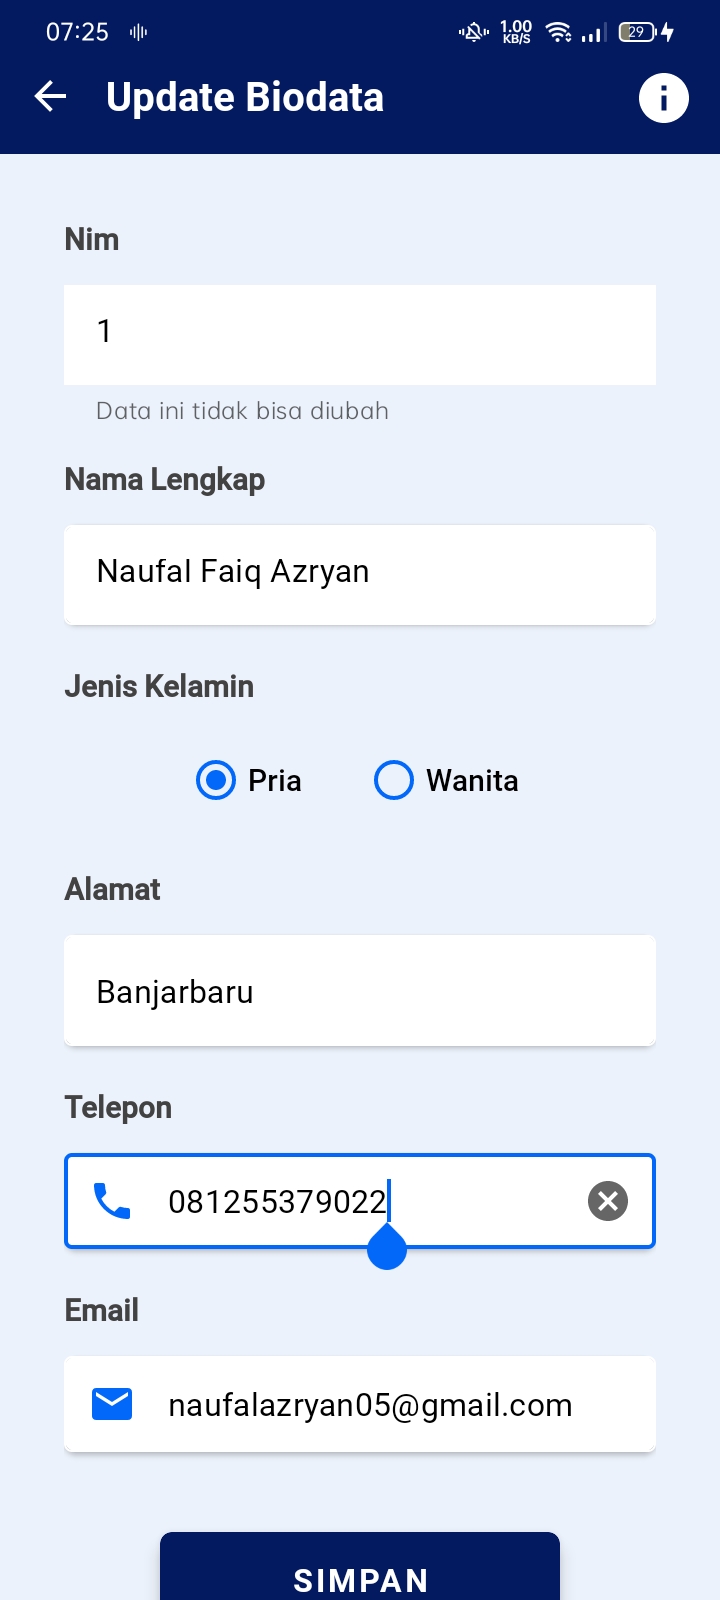 07:25
1.00
KB/S
29
Update Biodata
Nim
1
Data ini tidak bisa diubah
Nama Lengkap
Naufal Faiq Azryan
Jenis Kelamin
Pria Wanita
Alamat
Banjarbaru
Telepon
081255379022
Email
naufalazryan05@gmail.com
SIMPAN